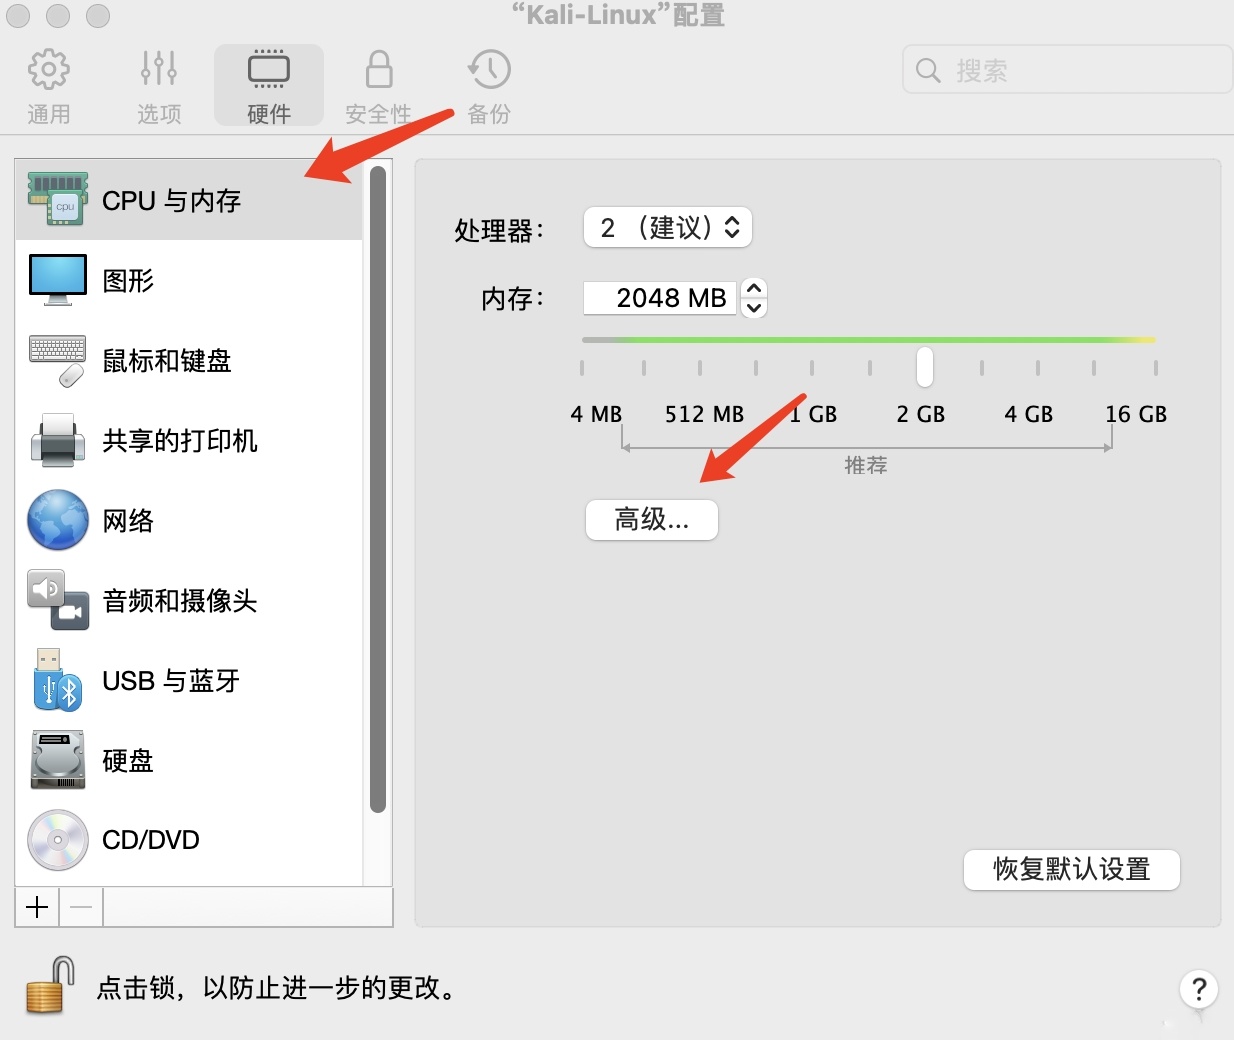 “Kali-Linux”配置
通用
选项
硬件
安全性
备份
搜索
CPU 与内存
图形
鼠标和键盘
共享的打印机
网络
音频和摄像头
USB 与蓝牙
硬盘
CD/DVD
处理器：
2 （建议）
内存：
2048 MB
4 MB 512 MB 1 GB 2 GB 4 GB 16 GB
推荐
高级...
恢复默认设置
点击锁，以防止进一步的更改。
?